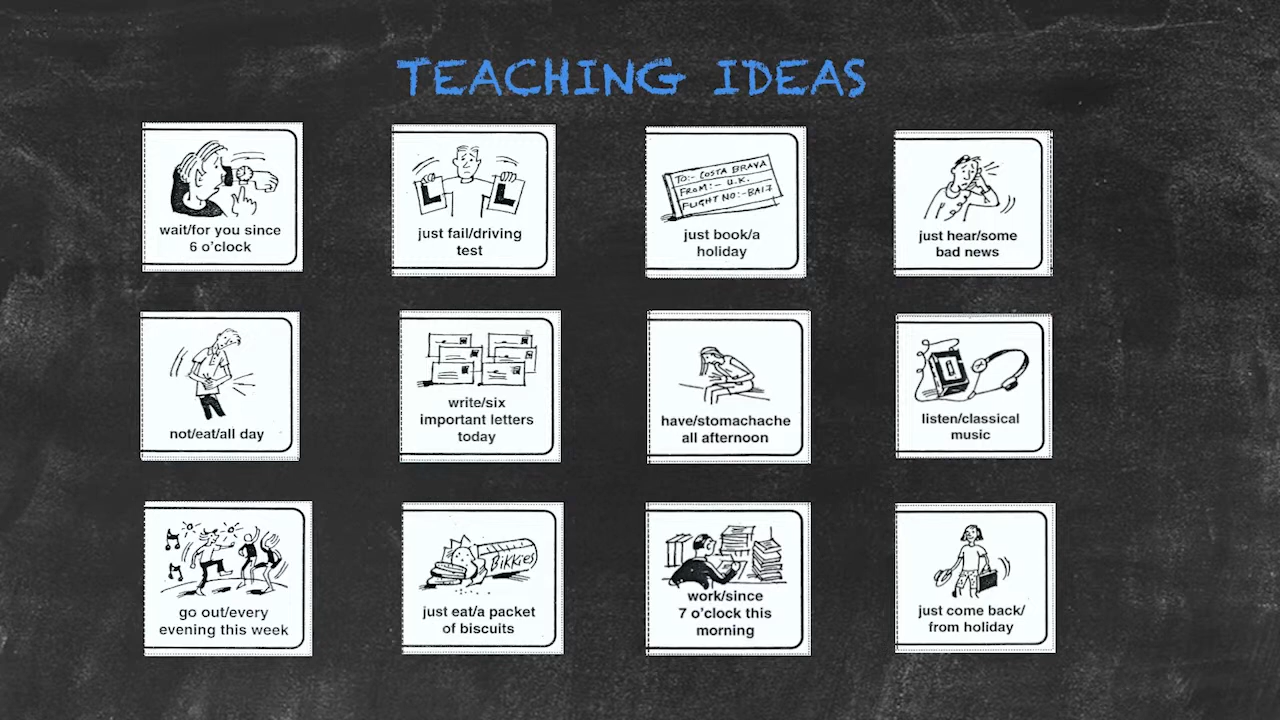 TEACHING IDEAS
wait/for you since
6 o'clock
just fail/driving
test
L
L
TO:- COSTA BRAVA
FROM:- U.K.
FLIGHT NO:-BA17
just book/a
holiday
just hear/some
bad news
not/eat/all day
write/six
important letters
today
have/stomachache
all afternoon
listen/classical
music
go out/every
evening this week
BiKKieS
just eat/a packet
of biscuits
work/since
7 o'clock this
morning
just come back/
from holiday